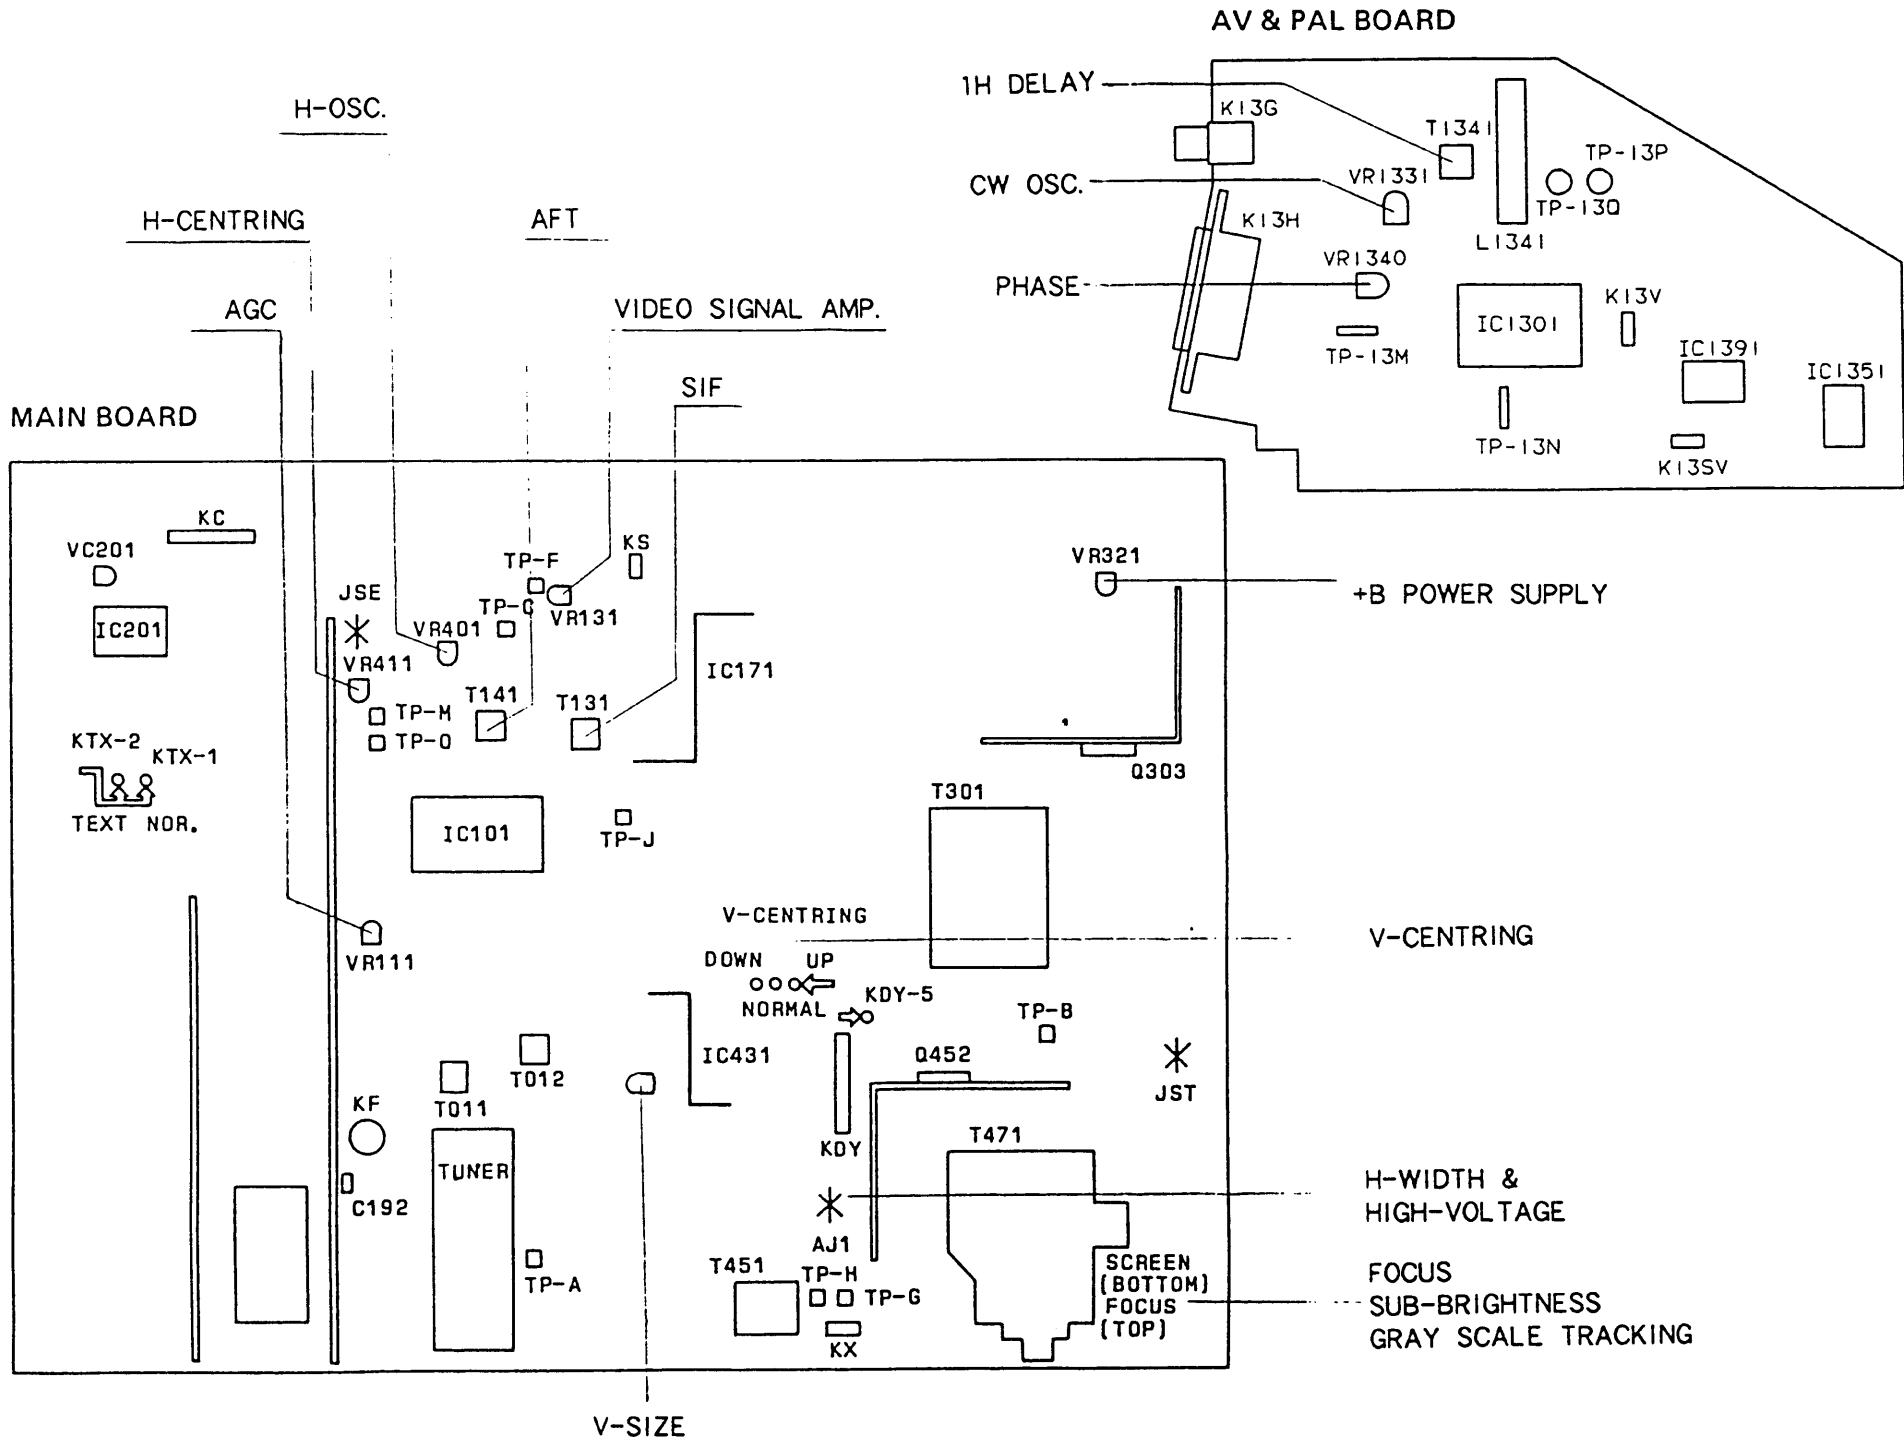 AV & PAL BOARD
1H DELAY
K13G
T1341
TP-13P
CW OSC.
VR1331
TP-13Q
K13H
L1341
PHASE
VR1340
IC1301
K13V
TP-13M
IC1391
IC1351
TP-13N
K13SV
H-OSC.
H-CENTRING
AFT
AGC
VIDEO SIGNAL AMP.
SIF
MAIN BOARD
KC
VC201
IC201
JSE
TP-F
KS
TP-C
VR131
VR401
VR411
IC171
T141
T131
TP-M
TP-O
VR321
+B POWER SUPPLY
Q303
KTX-2
KTX-1
TEXT NOR.
IC101
TP-J
T301
V-CENTRING
V-CENTRING
DOWN
UP
NORMAL
KDY-5
VR111
TP-B
IC431
Q452
JST
T012
T011
KF
KDY
T471
TUNER
C192
AJ1
H-WIDTH &
HIGH-VOLTAGE
TP-A
T451
TP-H
TP-G
KX
SCREEN
(BOTTOM)
FOCUS
(TOP)
FOCUS
SUB-BRIGHTNESS
GRAY SCALE TRACKING
V-SIZE